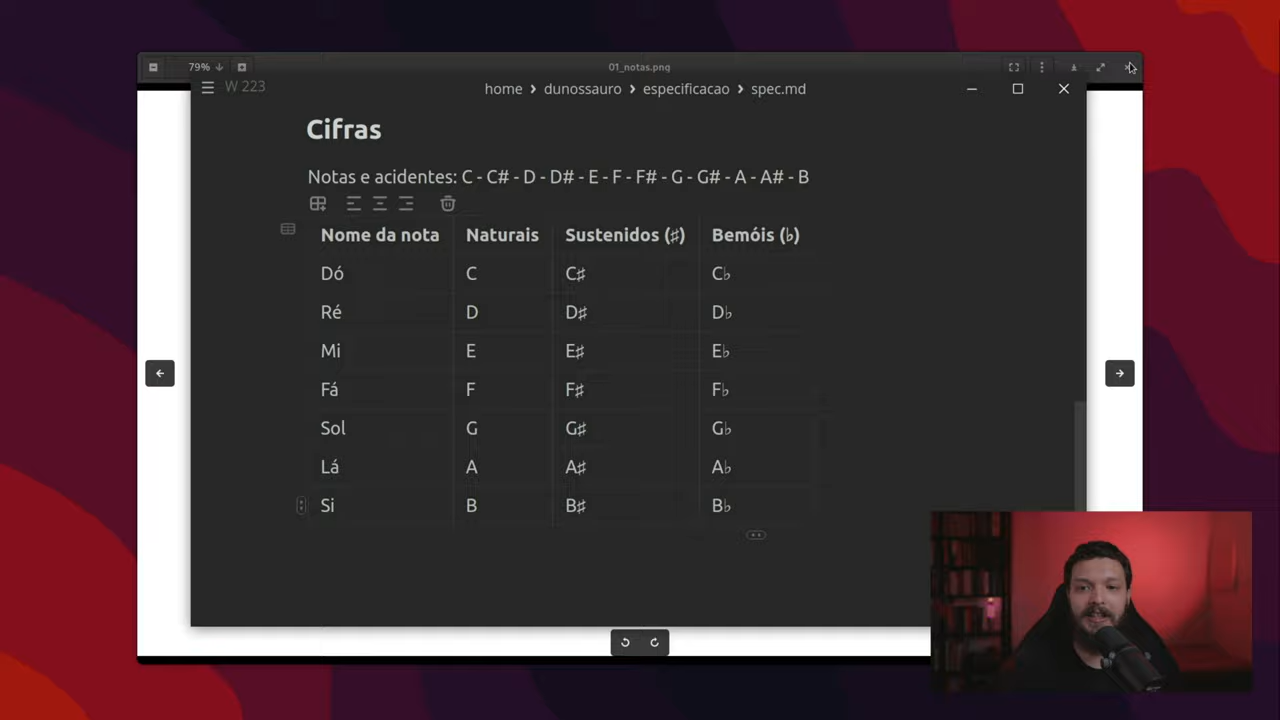 79%
01_notas.png
W 223
home › dunossauro › especificacao › spec.md
Cifras
Notas e acidentes: C - C# - D - D# - E - F - F# - G - G# - A - A# - B
Nome da nota Naturais Sustenidos (♯) Bemóis (♭)
Dó C C♯ C♭
Ré D D♯ D♭
Mi E E♯ E♭
Fá F F♯ F♭
Sol G G♯ G♭
Lá A A♯ A♭
Si B B♯ B♭